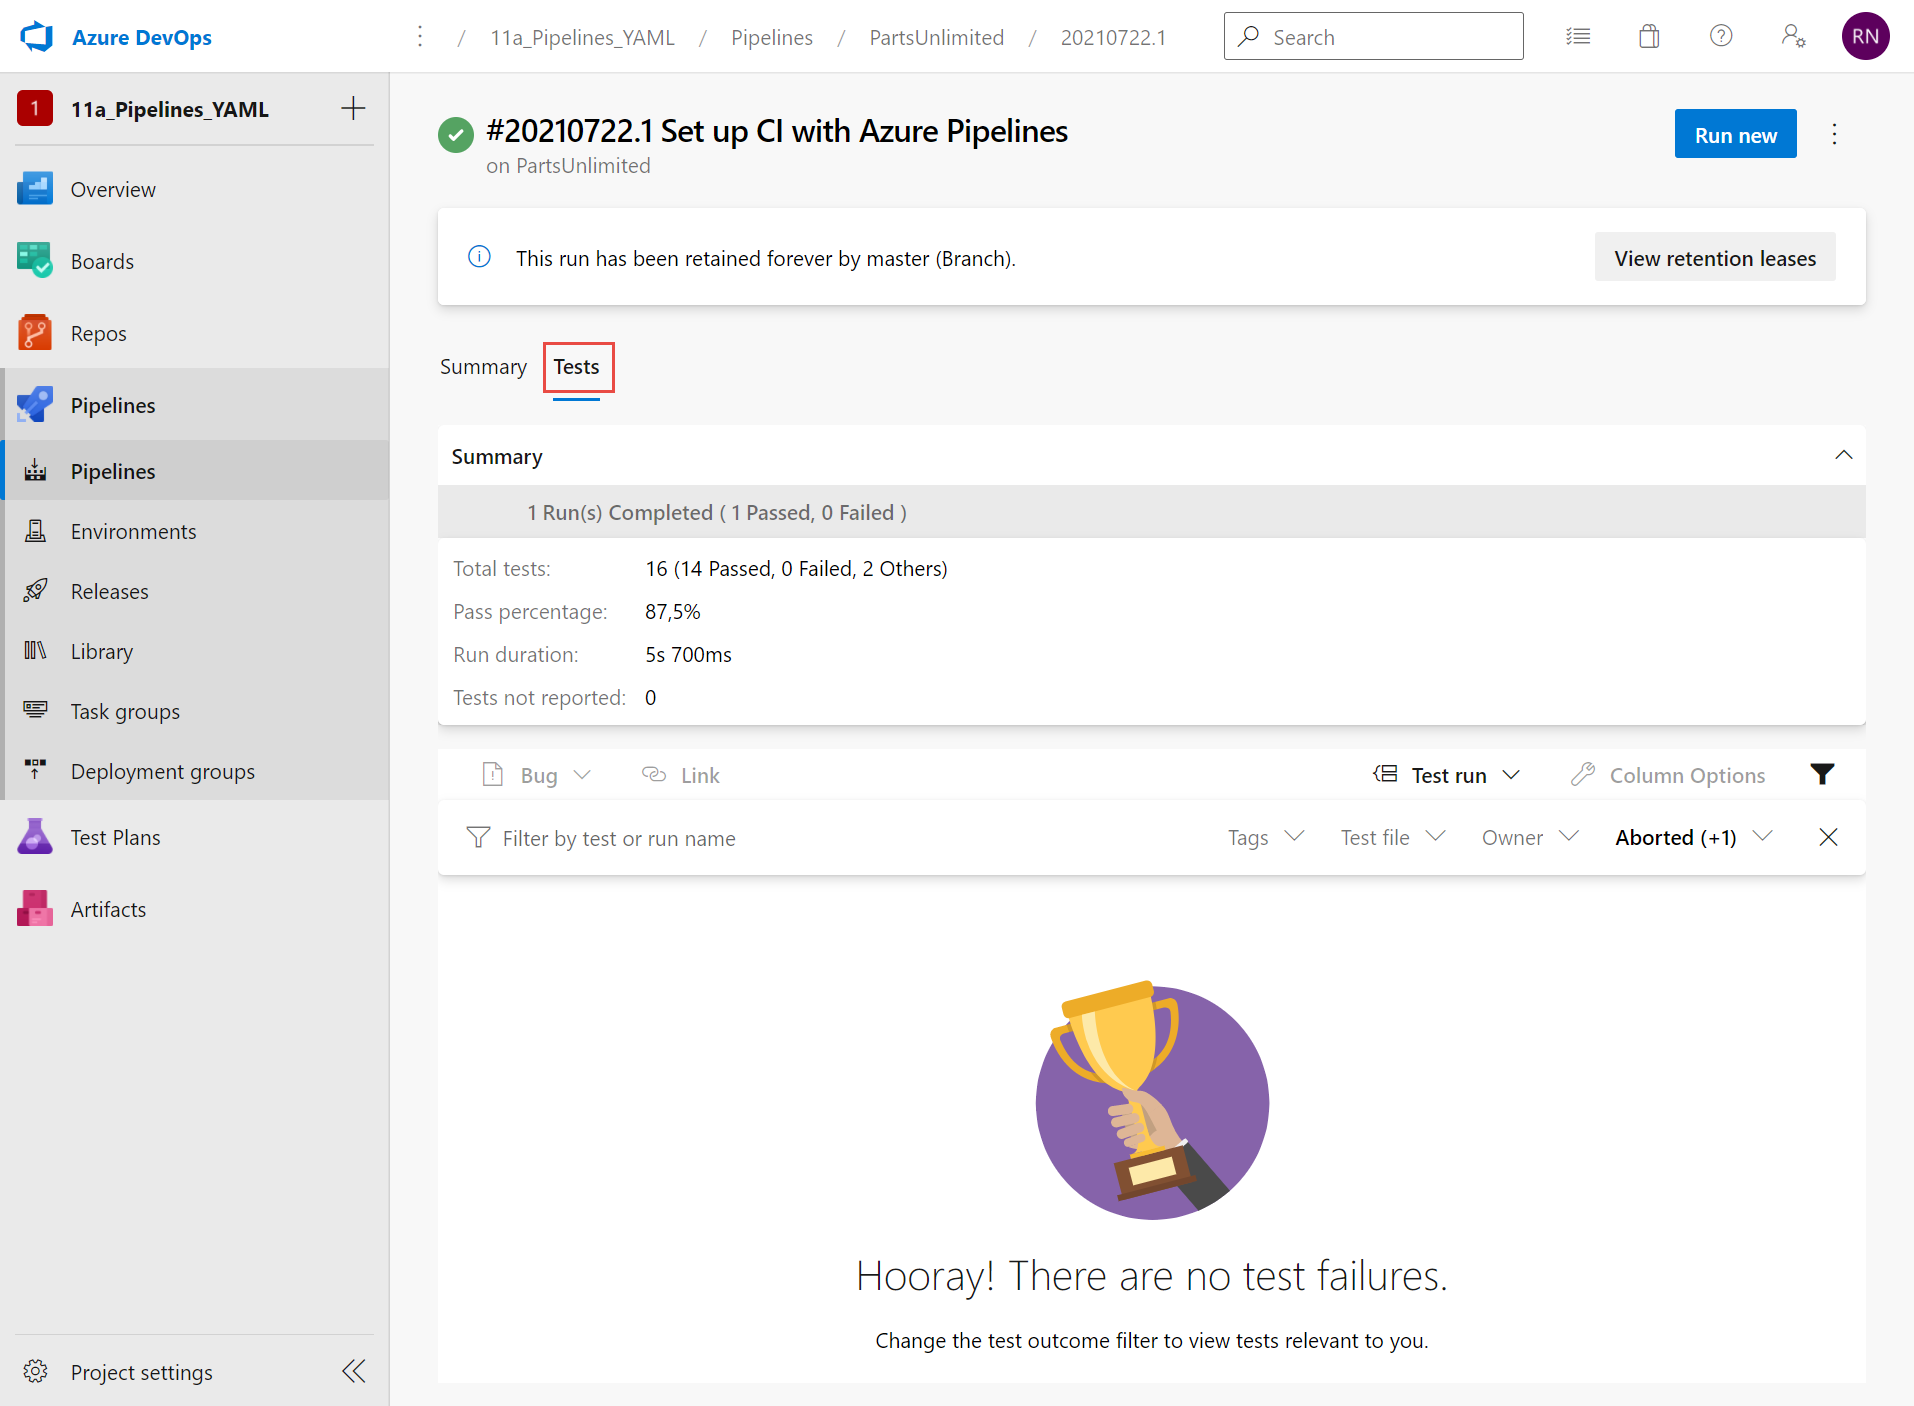 Azure DevOps
/ 11a_Pipelines_YAML / Pipelines / PartsUnlimited / 20210722.1
Search
RN
1 11a_Pipelines_YAML
Overview
Boards
Repos
Pipelines
Pipelines
Environments
Releases
Library
Task groups
Deployment groups
Test Plans
Artifacts
Project settings
#20210722.1 Set up CI with Azure Pipelines
on PartsUnlimited
Run new
This run has been retained forever by master (Branch).
View retention leases
Summary Tests
Summary
1 Run(s) Completed ( 1 Passed, 0 Failed )
Total tests: 16 (14 Passed, 0 Failed, 2 Others)
Pass percentage: 87,5%
Run duration: 5s 700ms
Tests not reported: 0
Bug Link Test run Column Options
Filter by test or run name Tags Test file Owner Aborted (+1)
Hooray! There are no test failures.
Change the test outcome filter to view tests relevant to you.